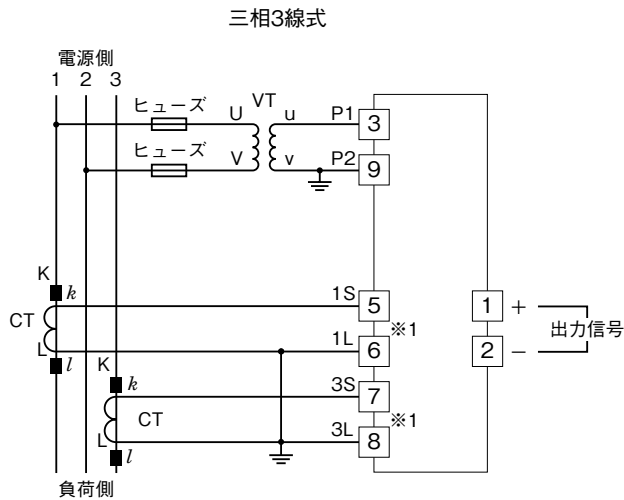 三相3線式
電源側
1 2 3
ヒューズ U VT u P1 3
ヒューズ V v P2 9
K k 1S 5 1 +
CT ※1 出力信号
L l 1L 6 2 −
K k 3S 7
CT ※1
L l 3L 8
負荷側